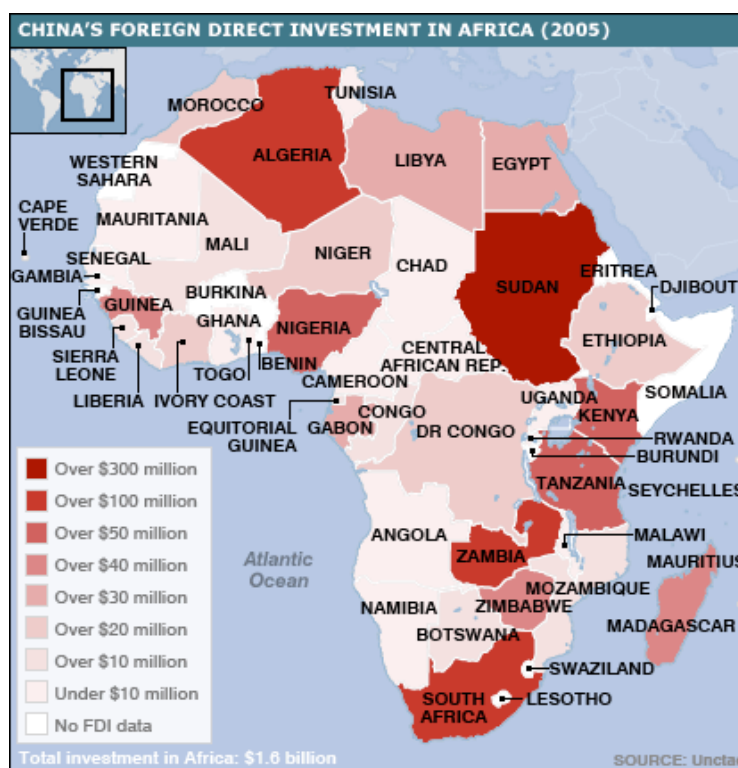 CHINA'S FOREIGN DIRECT INVESTMENT IN AFRICA (2005)
TUNISIA
MOROCCO
ALGERIA
LIBYA
EGYPT
WESTERN
SAHARA
CAPE
VERDE
MAURITANIA
MALI
NIGER
CHAD
SUDAN
ERITREA
DJIBOUT
SENEGAL
GAMBIA
GUINEA
BISSAU
GUINEA
BURKINA
GHANA
NIGERIA
ETHIOPIA
SIERRA
LEONE
LIBERIA
IVORY COAST
TOGO
BENIN
CENTRAL
AFRICAN REP.
CAMEROON
EQUITORIAL
GUINEA
GABON
CONGO
DR CONGO
UGANDA
KENYA
SOMALIA
RWANDA
BURUNDI
TANZANIA
SEYCHELLES
ANGOLA
ZAMBIA
MALAWI
MAURITIUS
MOZAMBIQUE
ZIMBABWE
NAMIBIA
BOTSWANA
MADAGASCAR
SWAZILAND
SOUTH
AFRICA
LESOTHO
Atlantic
Ocean
Over $300 million
Over $100 million
Over $50 million
Over $40 million
Over $30 million
Over $20 million
Over $10 million
Under $10 million
No FDI data
Total investment in Africa: $1.6 billion
SOURCE: Uncta